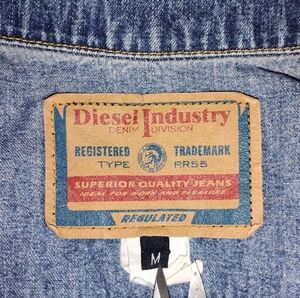 Diesel Industry
DENIM DIVISION
REGISTERED TRADEMARK
TYPE RR55
SUPERIOR QUALITY JEANS
IDEAL FOR WORK AND PLEASURE
REGULATED
M